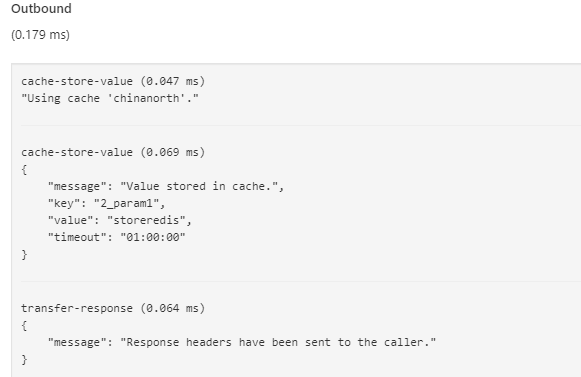 Outbound
(0.179 ms)
cache-store-value (0.047 ms)
"Using cache 'chinanorth'."
cache-store-value (0.069 ms)
{
    "message": "Value stored in cache.",
    "key": "2_param1",
    "value": "storeredis",
    "timeout": "01:00:00"
}
transfer-response (0.064 ms)
{
    "message": "Response headers have been sent to the caller."
}